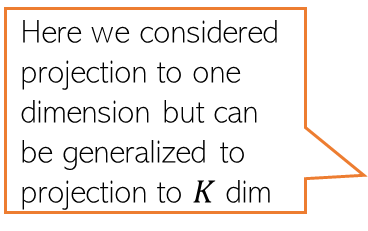 Here we considered
projection to one
dimension but can
be generalized to
projection to K dim